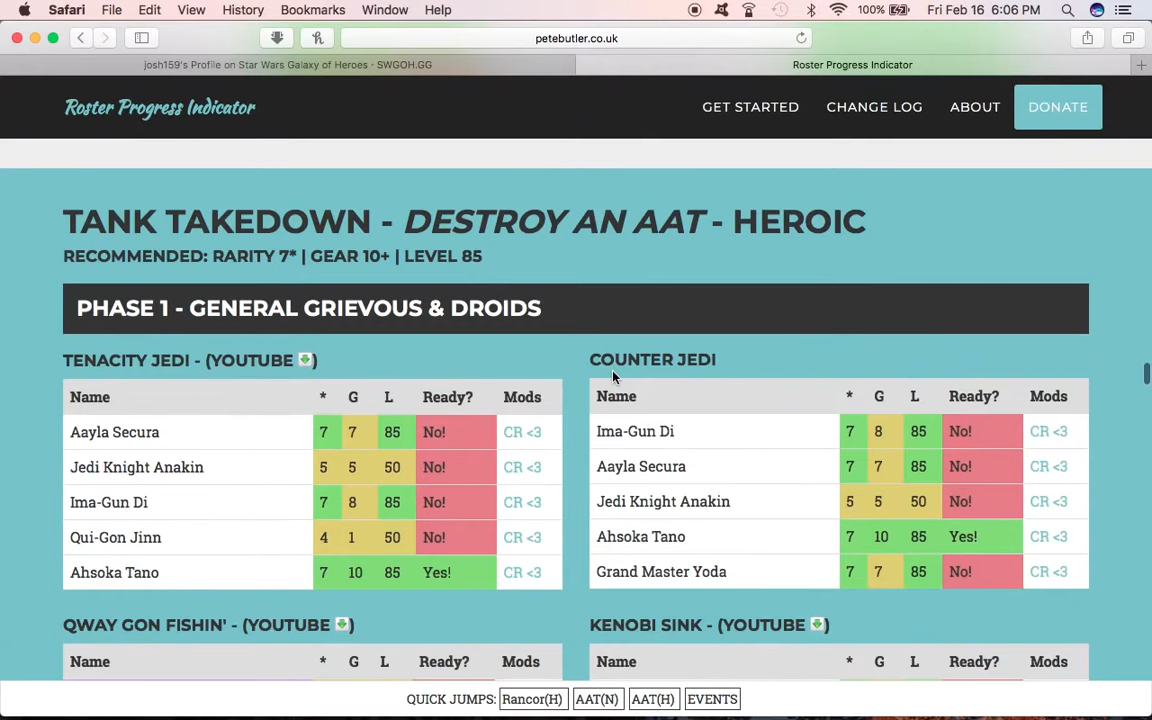 Safari File Edit View History Bookmarks Window Help 100% Fri Feb 16 6:06 PM
petebutler.co.uk
josh159's Profile on Star Wars Galaxy of Heroes - SWGOH.GG Roster Progress Indicator
Roster Progress Indicator GET STARTED CHANGE LOG ABOUT DONATE
TANK TAKEDOWN - DESTROY AN AAT - HEROIC
RECOMMENDED: RARITY 7* | GEAR 10+ | LEVEL 85
PHASE 1 - GENERAL GRIEVOUS & DROIDS
TENACITY JEDI - (YOUTUBE )
Name * G L Ready? Mods
Aayla Secura 7 7 85 No! CR <3
Jedi Knight Anakin 5 5 50 No! CR <3
Ima-Gun Di 7 8 85 No! CR <3
Qui-Gon Jinn 4 1 50 No! CR <3
Ahsoka Tano 7 10 85 Yes! CR <3
COUNTER JEDI
Name * G L Ready? Mods
Ima-Gun Di 7 8 85 No! CR <3
Aayla Secura 7 7 85 No! CR <3
Jedi Knight Anakin 5 5 50 No! CR <3
Ahsoka Tano 7 10 85 Yes! CR <3
Grand Master Yoda 7 7 85 No! CR <3
QWAY GON FISHIN' - (YOUTUBE )
Name * G L Ready? Mods
KENOBI SINK - (YOUTUBE )
Name * G L Ready? Mods
QUICK JUMPS: Rancor(H) AAT(N) AAT(H) EVENTS